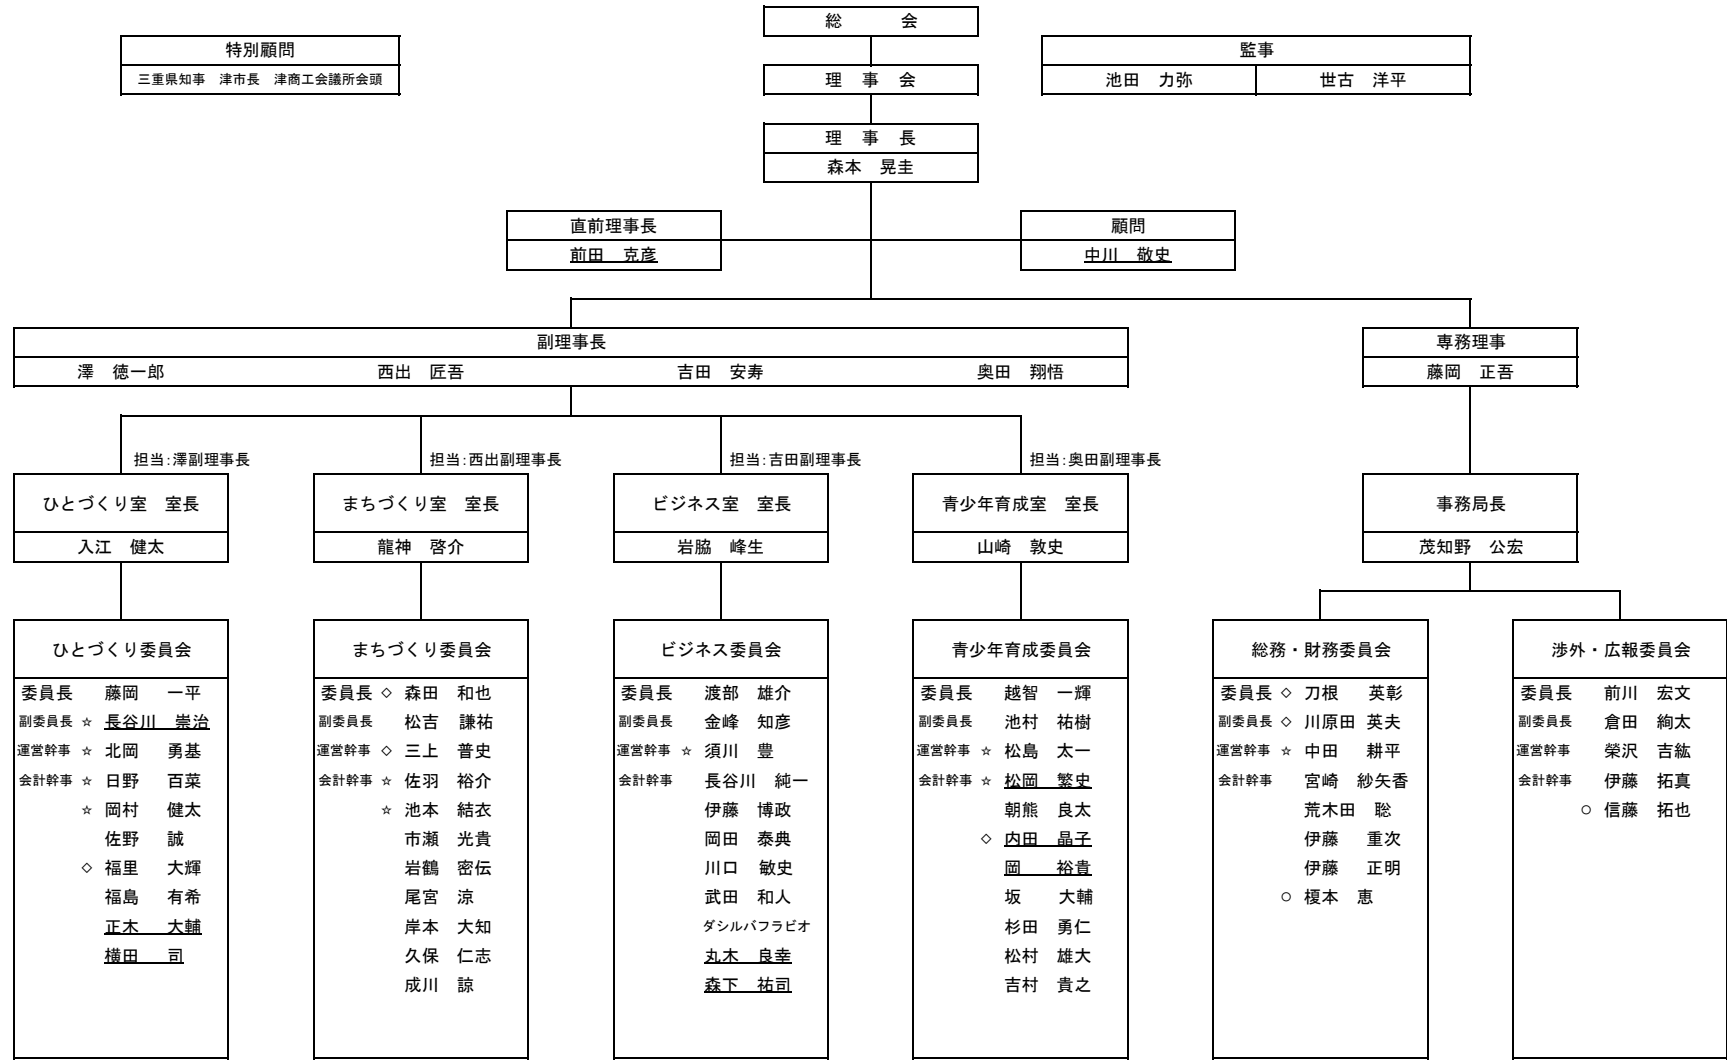 総　会
特別顧問
三重県知事　津市長　津商工会議所会頭
監事
池田　力弥　世古　洋平
理　事　会
理　事　長
森本　晃圭
直前理事長
前田　克彦
顧問
中川　敬史
副理事長
澤　徳一郎　西出　匠吾　吉田　安寿　奥田　翔悟
専務理事
藤岡　正吾
担当:澤副理事長
ひとづくり室　室長
入江　健太
担当:西出副理事長
まちづくり室　室長
龍神　啓介
担当:吉田副理事長
ビジネス室　室長
岩脇　峰生
担当:奥田副理事長
青少年育成室　室長
山崎　敦史
事務局長
茂知野　公宏
ひとづくり委員会
委員長　藤岡　一平
副委員長 ☆ 長谷川　崇治
運営幹事 ☆ 北岡　勇基
会計幹事 ☆ 日野　百菜
☆ 岡村　健太
佐野　誠
◇ 福里　大輝
福島　有希
正木　大輔
横田　司
まちづくり委員会
委員長 ◇ 森田　和也
副委員長　松吉　謙祐
運営幹事 ◇ 三上　普史
会計幹事 ☆ 佐羽　裕介
☆ 池本　結衣
市瀬　光貴
岩鶴　密伝
尾宮　涼
岸本　大知
久保　仁志
成川　諒
ビジネス委員会
委員長　渡部　雄介
副委員長　金峰　知彦
運営幹事 ☆ 須川　豊
会計幹事　長谷川　純一
伊藤　博政
岡田　泰典
川口　敏史
武田　和人
ダシルバフラビオ
丸木　良幸
森下　祐司
青少年育成委員会
委員長　越智　一輝
副委員長　池村　祐樹
運営幹事 ☆ 松島　太一
会計幹事 ☆ 松岡　繁史
朝熊　良太
◇ 内田　晶子
岡　裕貴
坂　大輔
杉田　勇仁
松村　雄大
吉村　貴之
総務・財務委員会
委員長 ◇ 刀根　英彰
副委員長 ◇ 川原田　英夫
運営幹事 ☆ 中田　耕平
会計幹事　宮崎　紗矢香
荒木田　聡
伊藤　重次
伊藤　正明
○ 榎本　恵
渉外・広報委員会
委員長　前川　宏文
副委員長　倉田　絢太
運営幹事　榮沢　吉紘
会計幹事　伊藤　拓真
○ 信藤　拓也